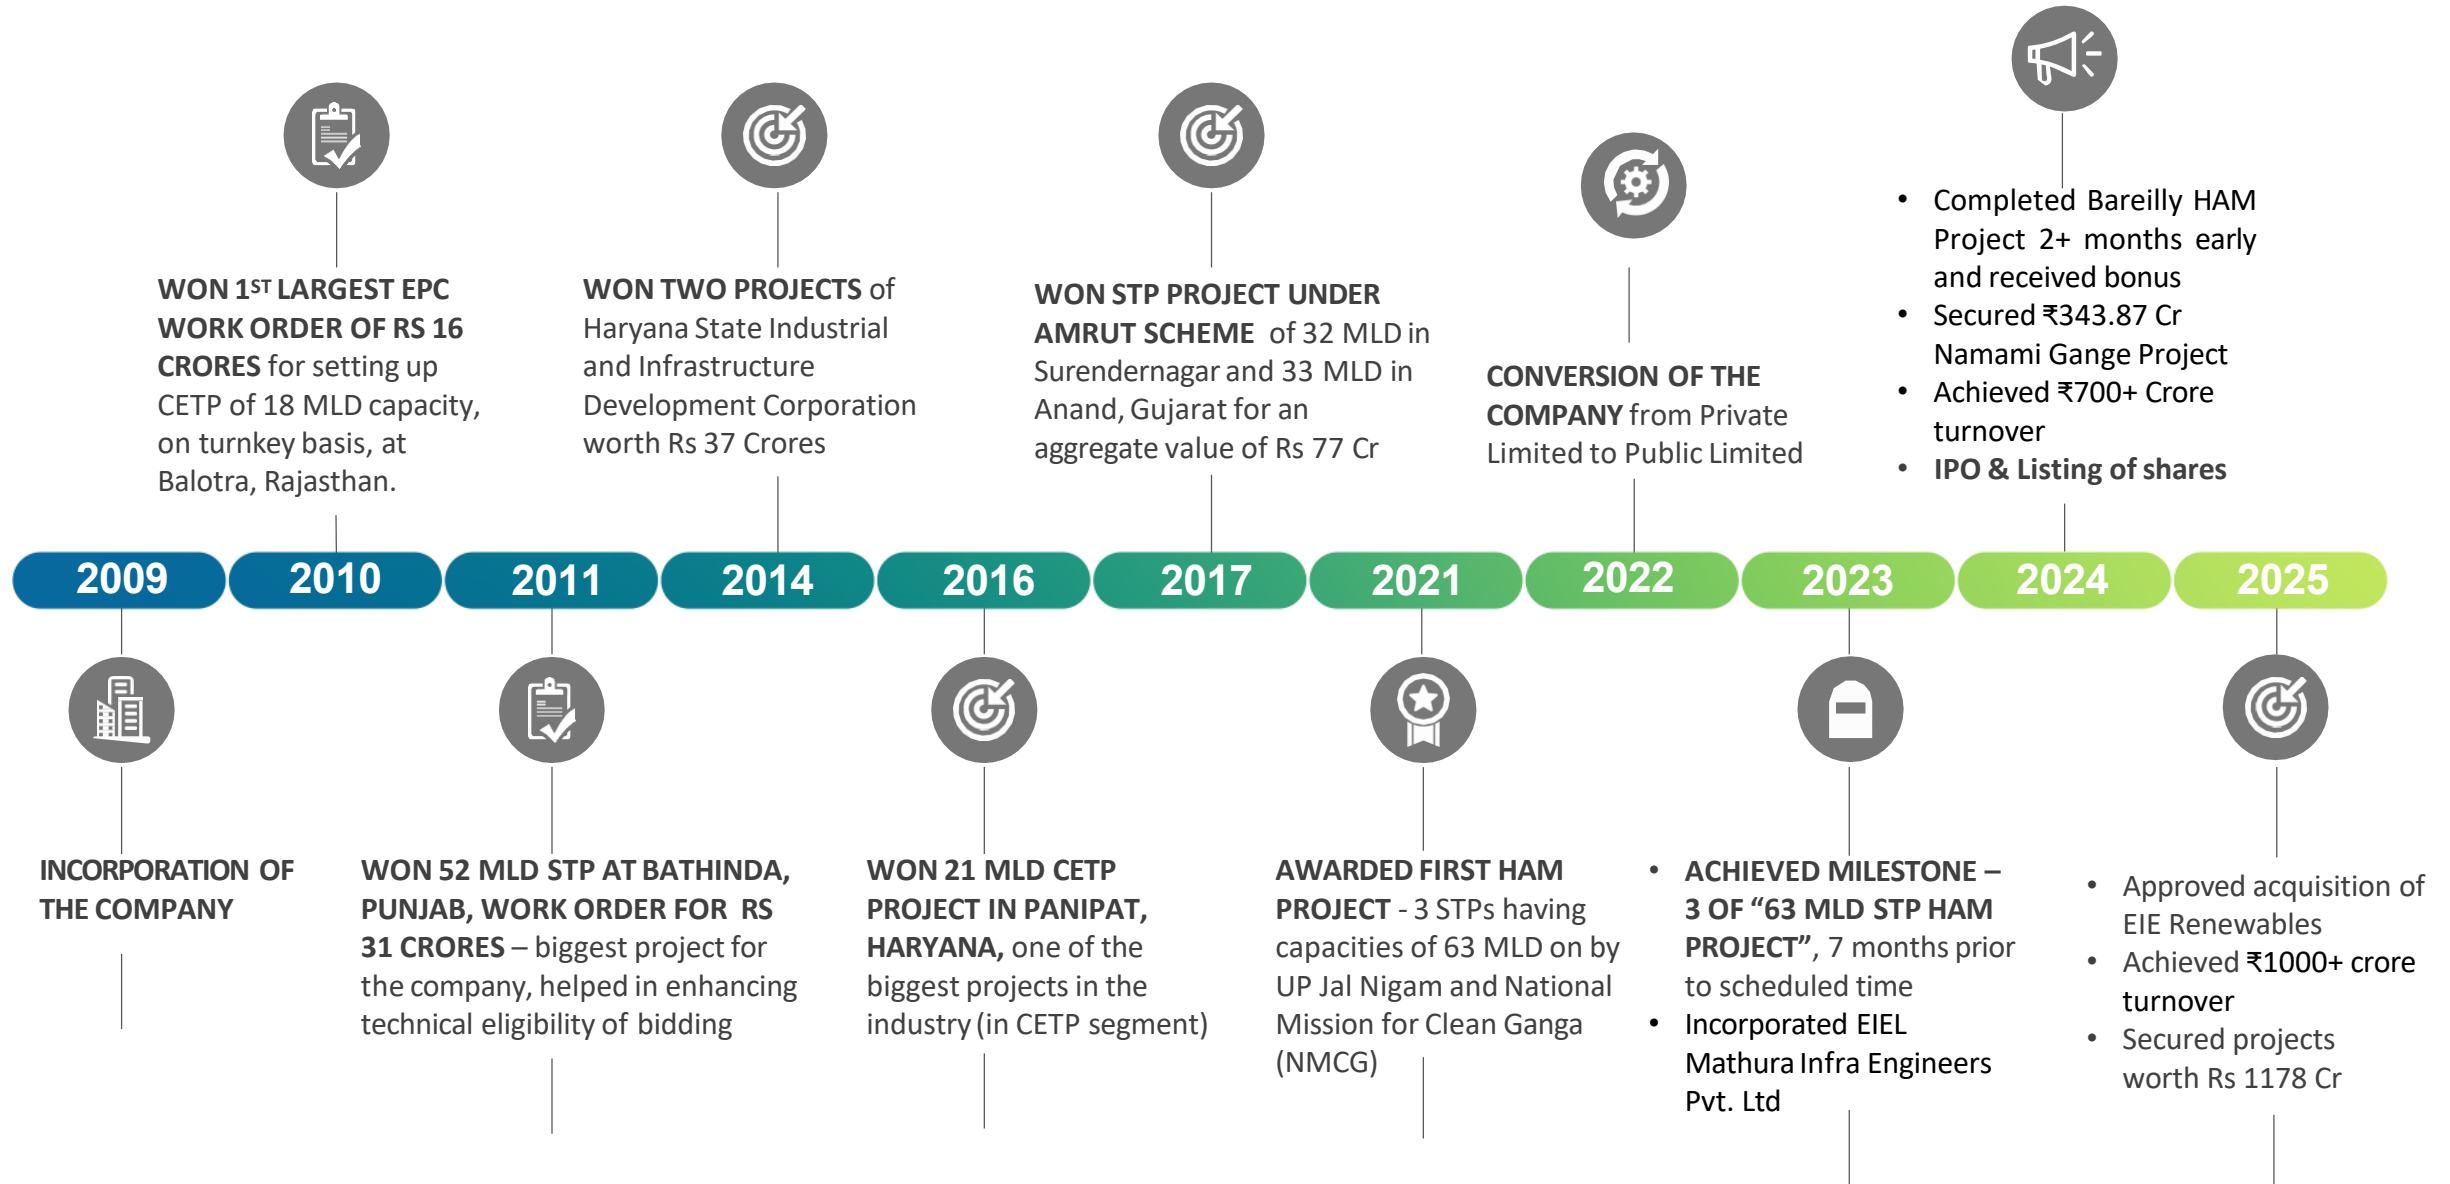 WON 1ST LARGEST EPC
WORK ORDER OF RS 16
CRORES for setting up
CETP of 18 MLD capacity,
on turnkey basis, at
Balotra, Rajasthan.
WON TWO PROJECTS of
Haryana State Industrial
and Infrastructure
Development Corporation
worth Rs 37 Crores
WON STP PROJECT UNDER
AMRUT SCHEME of 32 MLD in
Surendernagar and 33 MLD in
Anand, Gujarat for an
aggregate value of Rs 77 Cr
CONVERSION OF THE
COMPANY from Private
Limited to Public Limited
• Completed Bareilly HAM
Project 2+ months early
and received bonus
• Secured ₹343.87 Cr
Namami Gange Project
• Achieved ₹700+ Crore
turnover
• IPO & Listing of shares
2009 2010 2011 2014 2016 2017 2021 2022 2023 2024 2025
INCORPORATION OF
THE COMPANY
WON 52 MLD STP AT BATHINDA,
PUNJAB, WORK ORDER FOR RS
31 CRORES – biggest project for
the company, helped in enhancing
technical eligibility of bidding
WON 21 MLD CETP
PROJECT IN PANIPAT,
HARYANA, one of the
biggest projects in the
industry (in CETP segment)
AWARDED FIRST HAM
PROJECT - 3 STPs having
capacities of 63 MLD on by
UP Jal Nigam and National
Mission for Clean Ganga
(NMCG)
• ACHIEVED MILESTONE –
3 OF “63 MLD STP HAM
PROJECT”, 7 months prior
to scheduled time
• Incorporated EIEL
Mathura Infra Engineers
Pvt. Ltd
• Approved acquisition of
EIE Renewables
• Achieved ₹1000+ crore
turnover
• Secured projects
worth Rs 1178 Cr